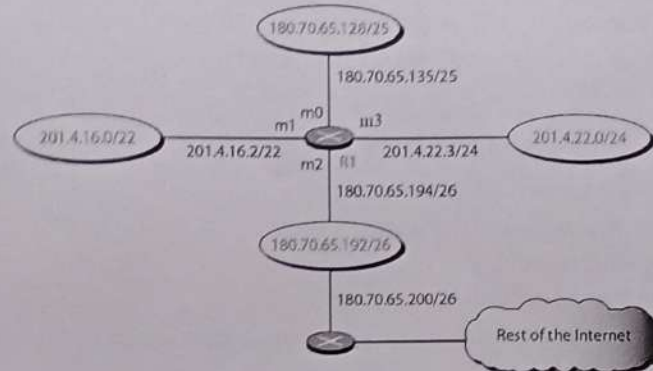 180.70.65.128/25
180.70.65.135/25
m0
m1
m3
201.4.16.0/22
201.4.16.2/22
201.4.22.3/24
201.4.22.0/24
m2
R1
180.70.65.194/26
180.70.65.192/26
180.70.65.200/26
Rest of the Internet